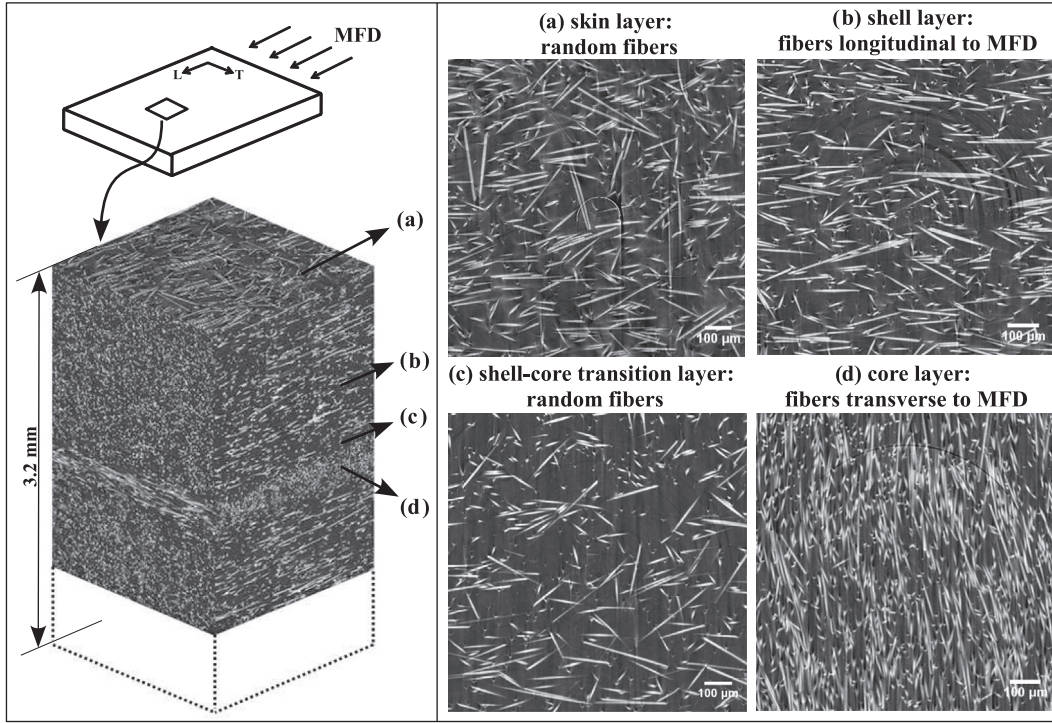 MFD
L
T
(a)
(b)
(c)
(d)
3.2 mm
(a) skin layer:
random fibers
100 µm
(b) shell layer:
fibers longitudinal to MFD
100 µm
(c) shell-core transition layer:
random fibers
100 µm
(d) core layer:
fibers transverse to MFD
100 µm